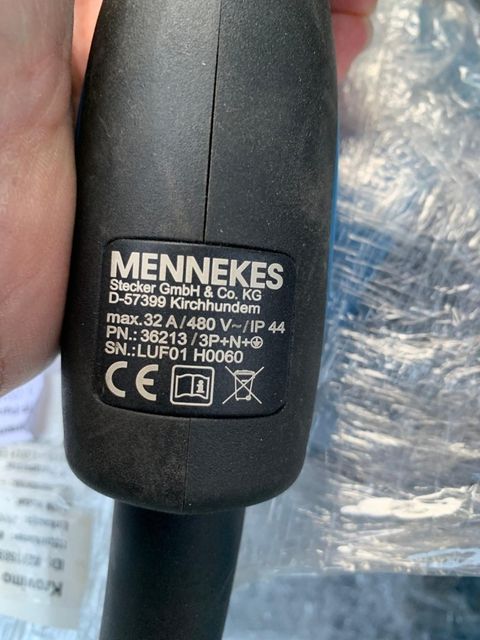 MENNEKES
Stecker GmbH & Co. KG
D-57399 Kirchhundem
max. 32 A / 480 V~ / IP 44
PN.: 36213 / 3P+N+⏚
SN.: LUF01 H0060
CE
Krovimo